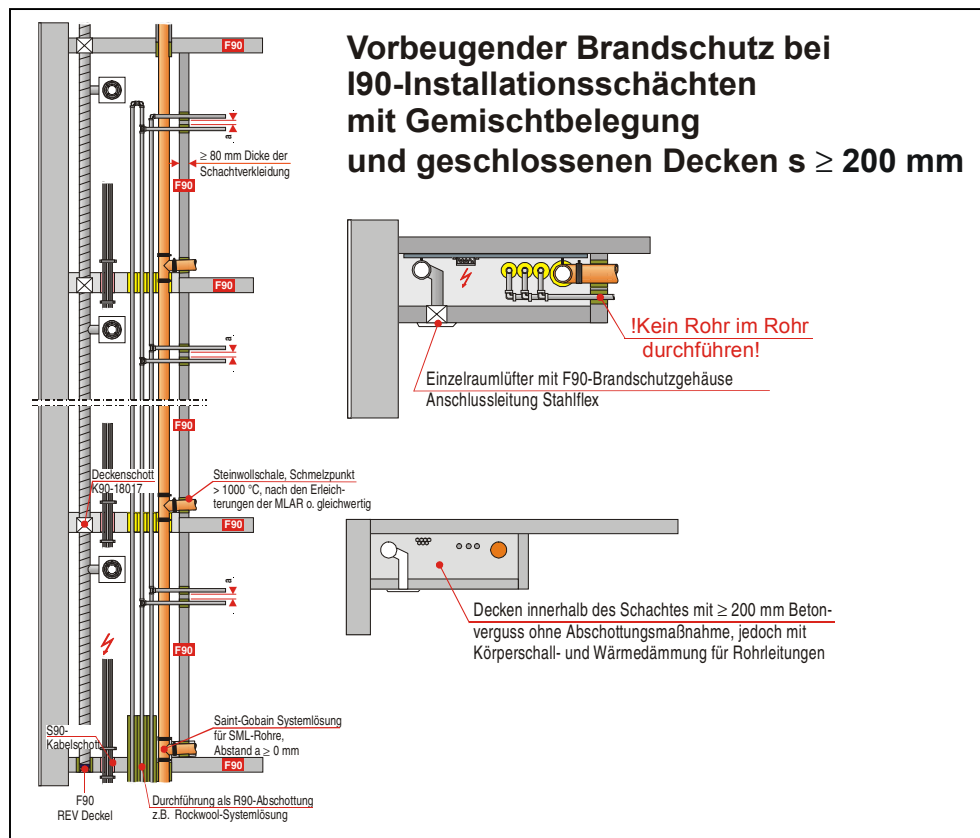 Vorbeugender Brandschutz bei
I90-Installationsschächten
mit Gemischtbelegung
und geschlossenen Decken s ≥ 200 mm
F90
a
≥ 80 mm Dicke der
Schachtverkleidung
F90
F90
a
F90
Deckenschott
K90-18017
Steinwollschale, Schmelzpunkt
> 1000 °C, nach den Erleich-
terungen der MLAR o. gleichwertig
F90
a
F90
S90-
Kabelschott
Saint-Gobain Systemlösung
für SML-Rohre,
Abstand a ≥ 0 mm
F90
F90
REV Deckel
Durchführung als R90-Abschottung
z.B. Rockwool-Systemlösung
!Kein Rohr im Rohr
durchführen!
Einzelraumlüfter mit F90-Brandschutzgehäuse
Anschlussleitung Stahlflex
Decken innerhalb des Schachtes mit ≥ 200 mm Beton-
verguss ohne Abschottungsmaßnahme, jedoch mit
Körperschall- und Wärmedämmung für Rohrleitungen